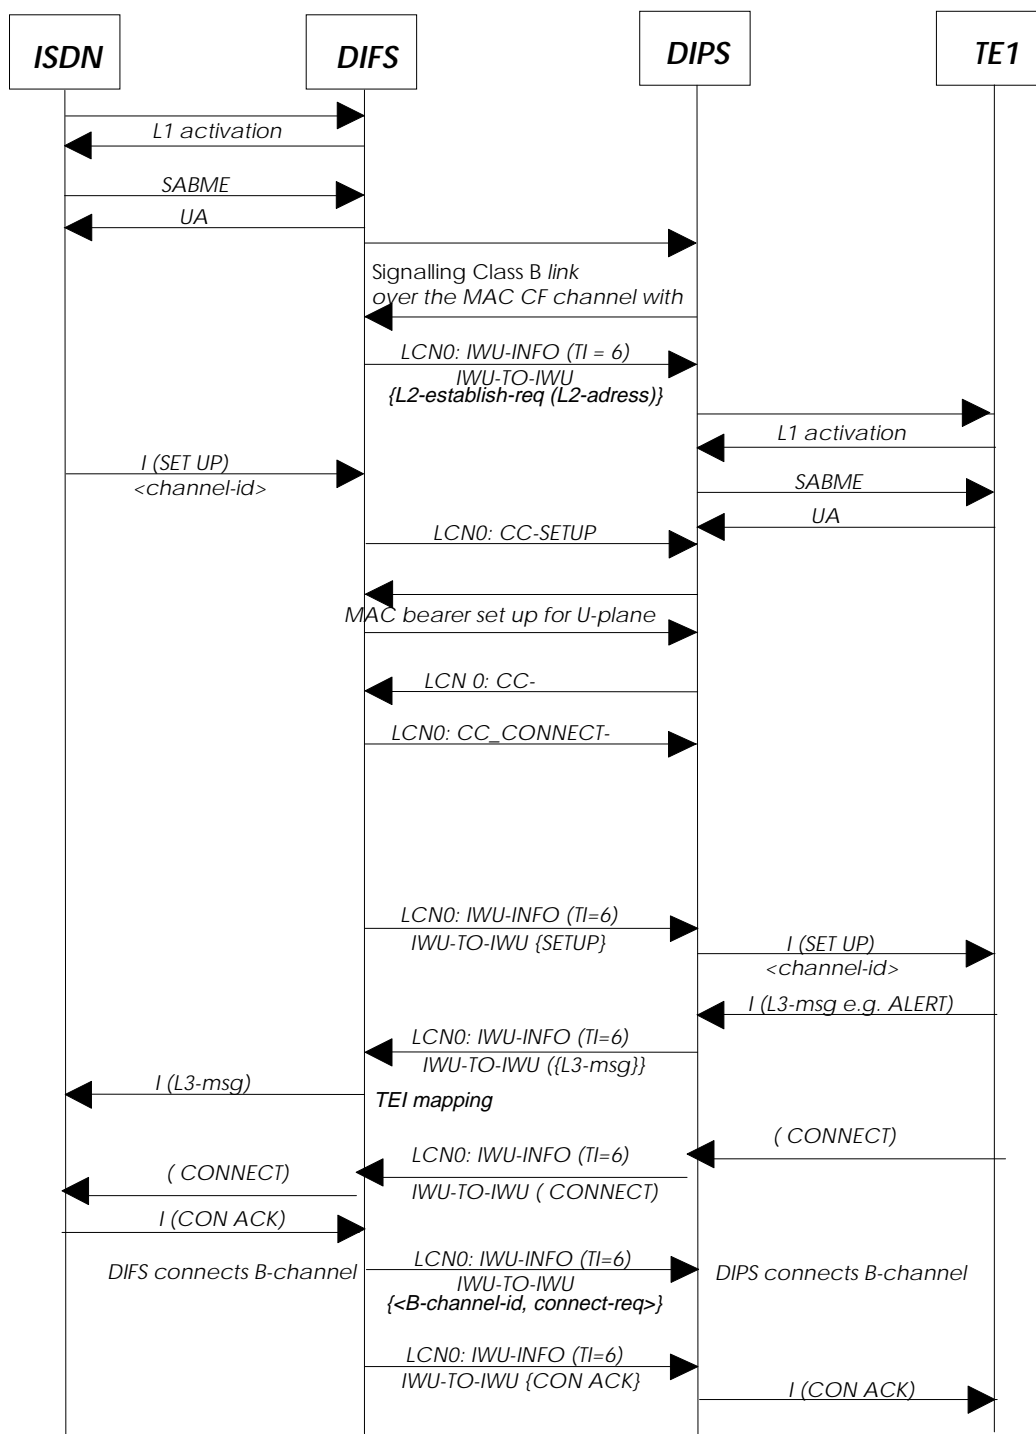 ISDN DIFS DIPS TE1
L1 activation
SABME
UA
Signalling Class B link
over the MAC CF channel with
LCN0: IWU-INFO (TI = 6)
IWU-TO-IWU
{L2-establish-req (L2-adress)}
L1 activation
I (SET UP)
<channel-id>
SABME
UA
LCN0: CC-SETUP
MAC bearer set up for U-plane
LCN 0: CC-
LCN0: CC_CONNECT-
LCN0: IWU-INFO (TI=6)
IWU-TO-IWU {SETUP}
I (SET UP)
<channel-id>
I (L3-msg e.g. ALERT)
LCN0: IWU-INFO (TI=6)
IWU-TO-IWU ({L3-msg}}
I (L3-msg)
TEI mapping
( CONNECT)
LCN0: IWU-INFO (TI=6)
( CONNECT)
IWU-TO-IWU ( CONNECT)
I (CON ACK)
DIFS connects B-channel
LCN0: IWU-INFO (TI=6)
IWU-TO-IWU
{<B-channel-id, connect-req>}
DIPS connects B-channel
LCN0: IWU-INFO (TI=6)
IWU-TO-IWU {CON ACK}
I (CON ACK)